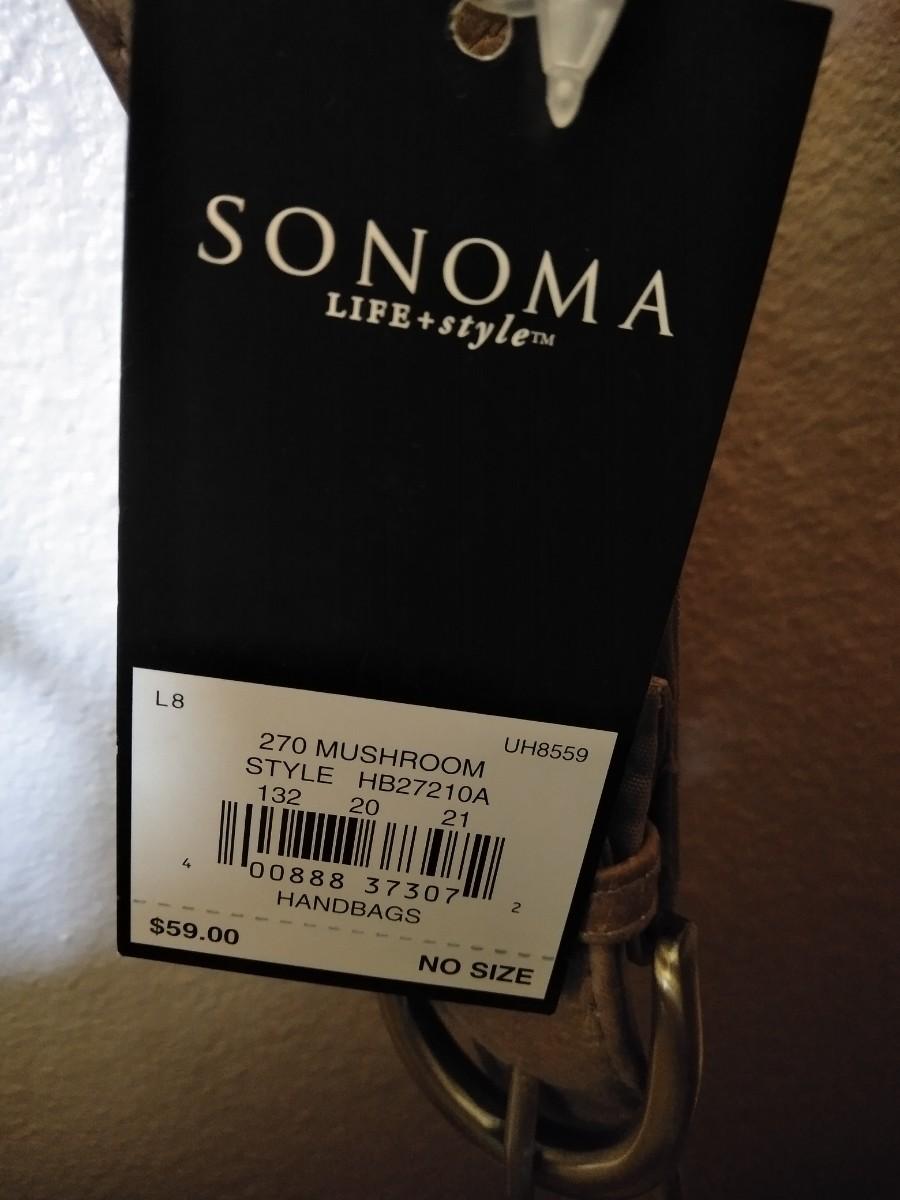 SONOMA
LIFE+style™
L8
270 MUSHROOM UH8559
STYLE HB27210A
132 20 21
4 00888 37307 2
HANDBAGS
$59.00
NO SIZE